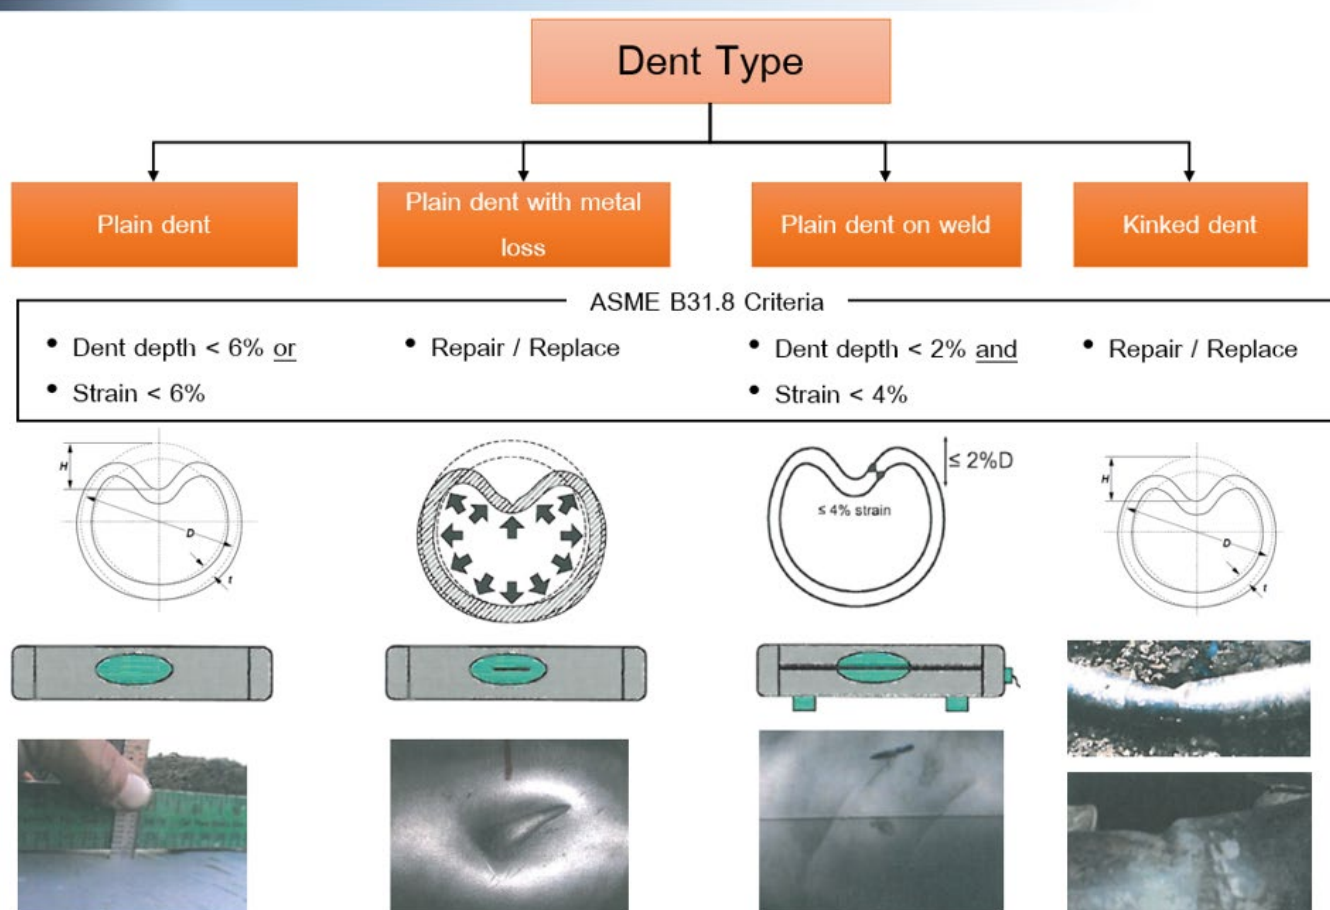 Dent Type
Plain dent
Plain dent with metal
loss
Plain dent on weld
Kinked dent
ASME B31.8 Criteria
• Dent depth < 6% or
• Strain < 6%
• Repair / Replace
• Dent depth < 2% and
• Strain < 4%
• Repair / Replace
H
D
t
≤ 2%D
≤ 4% strain
H
D
t